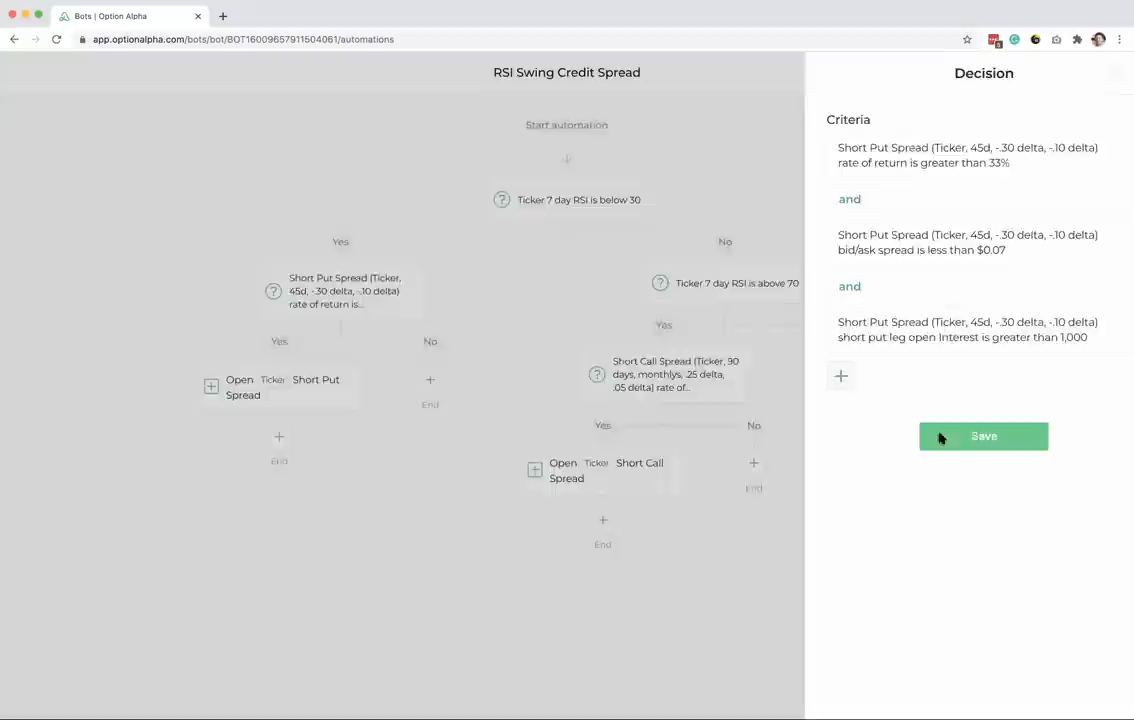 Bots | Option Alpha
app.optionalpha.com/bots/bot/BOT16009657911504061/automations
RSI Swing Credit Spread
Start automation
Ticker 7 day RSI is below 30
Yes
No
Short Put Spread (Ticker,
45d, -.30 delta, -.10 delta)
rate of return is...
Ticker 7 day RSI is above 70
Yes
Yes
No
Short Call Spread (Ticker, 90
days, monthlys, .25 delta,
.05 delta) rate of...
Open Ticker Short Put
Spread
End
Yes
No
End
Open Ticker Short Call
Spread
End
End
Decision
Criteria
Short Put Spread (Ticker, 45d, -.30 delta, -.10 delta)
rate of return is greater than 33%
and
Short Put Spread (Ticker, 45d, -.30 delta, -.10 delta)
bid/ask spread is less than $0.07
and
Short Put Spread (Ticker, 45d, -.30 delta, -.10 delta)
short put leg open Interest is greater than 1,000
Save